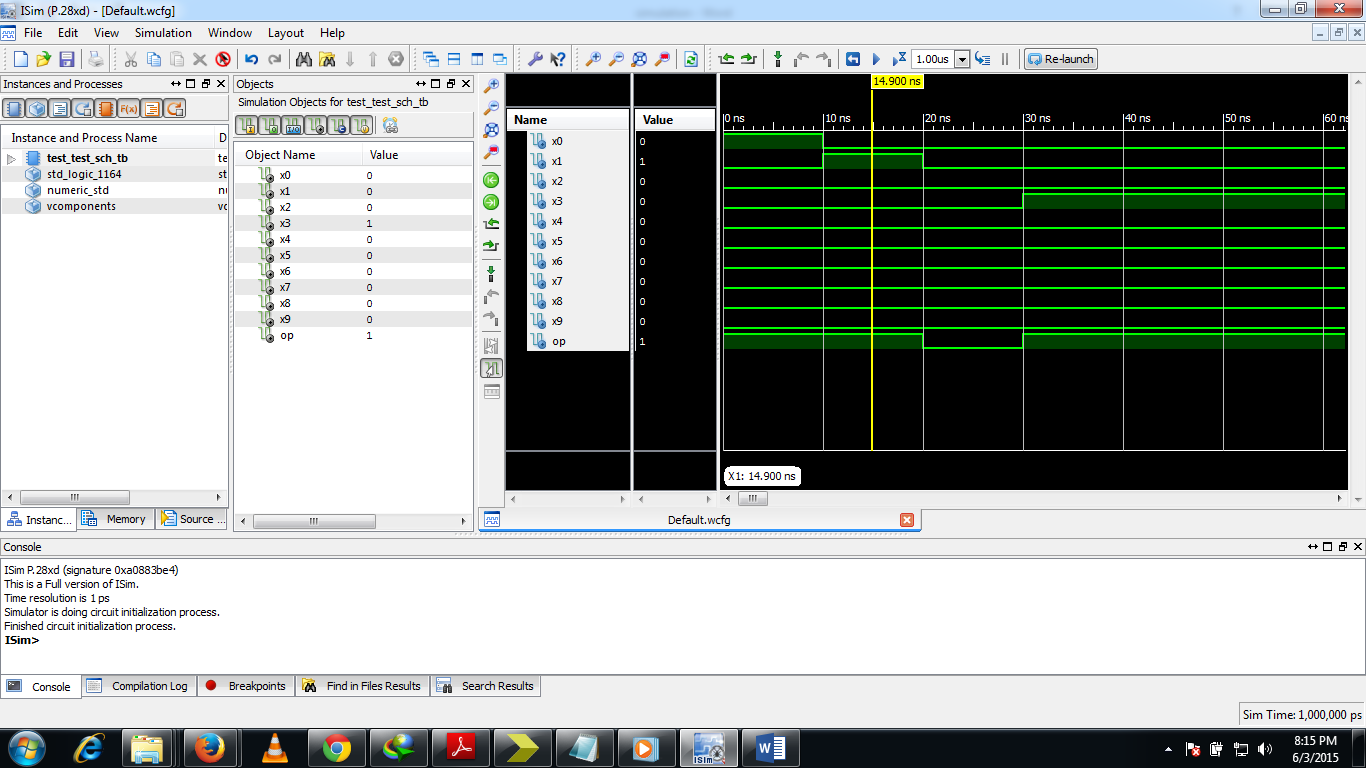 ISim (P.28xd) - [Default.wcfg]
File Edit View Simulation Window Layout Help
1.00us Re-launch
Instances and Processes
Instance and Process Name D
test_test_sch_tb te
std_logic_1164 st
numeric_std nu
vcomponents vc
Instanc... Memory Source ...
Objects
Simulation Objects for test_test_sch_tb
Object Name Value
x0 0
x1 0
x2 0
x3 1
x4 0
x5 0
x6 0
x7 0
x8 0
x9 0
op 1
Name Value
x0 0
x1 1
x2 0
x3 0
x4 0
x5 0
x6 0
x7 0
x8 0
x9 0
op 1
14.900 ns
0 ns 10 ns 20 ns 30 ns 40 ns 50 ns 60 ns
X1: 14.900 ns
Default.wcfg
Console
ISim P.28xd (signature 0xa0883be4)
This is a Full version of ISim.
Time resolution is 1 ps
Simulator is doing circuit initialization process.
Finished circuit initialization process.
ISim>
Console Compilation Log Breakpoints Find in Files Results Search Results
Sim Time: 1,000,000 ps
ISim
8:15 PM
6/3/2015